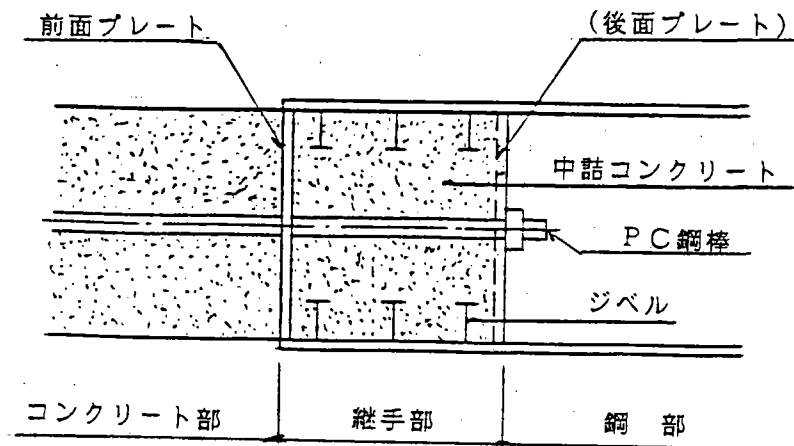 前面プレート
(後面プレート)
中詰コンクリート
PC鋼棒
ジベル
コンクリート部
継手部
鋼 部